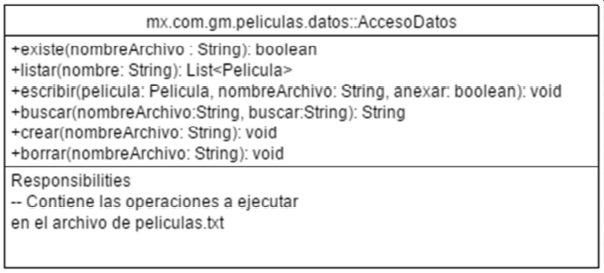 mx.com.gm.peliculas.datos::AccesoDatos
+existe(nombreArchivo : String): boolean
+listar(nombre: String): List<Pelicula>
+escribir(pelicula: Pelicula, nombreArchivo: String, anexar: boolean): void
+buscar(nombreArchivo:String, buscar:String): String
+crear(nombreArchivo: String): void
+borrar(nombreArchivo: String): void
Responsibilities
-- Contiene las operaciones a ejecutar
en el archivo de peliculas.txt